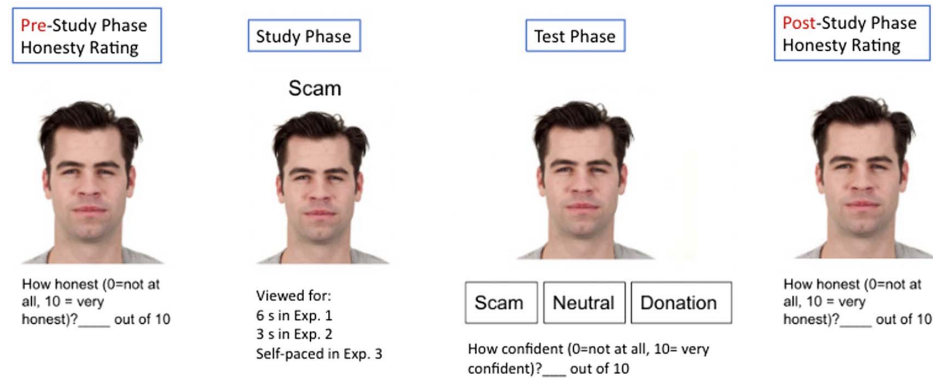 Pre-Study Phase
Honesty Rating
Study Phase
Test Phase
Post-Study Phase
Honesty Rating
Scam
How honest (0=not at
all, 10 = very
honest)?____ out of 10
Viewed for:
6 s in Exp. 1
3 s in Exp. 2
Self-paced in Exp. 3
Scam
Neutral
Donation
How confident (0=not at all, 10= very
confident)?___ out of 10
How honest (0=not at
all, 10 = very
honest)?____ out of 10